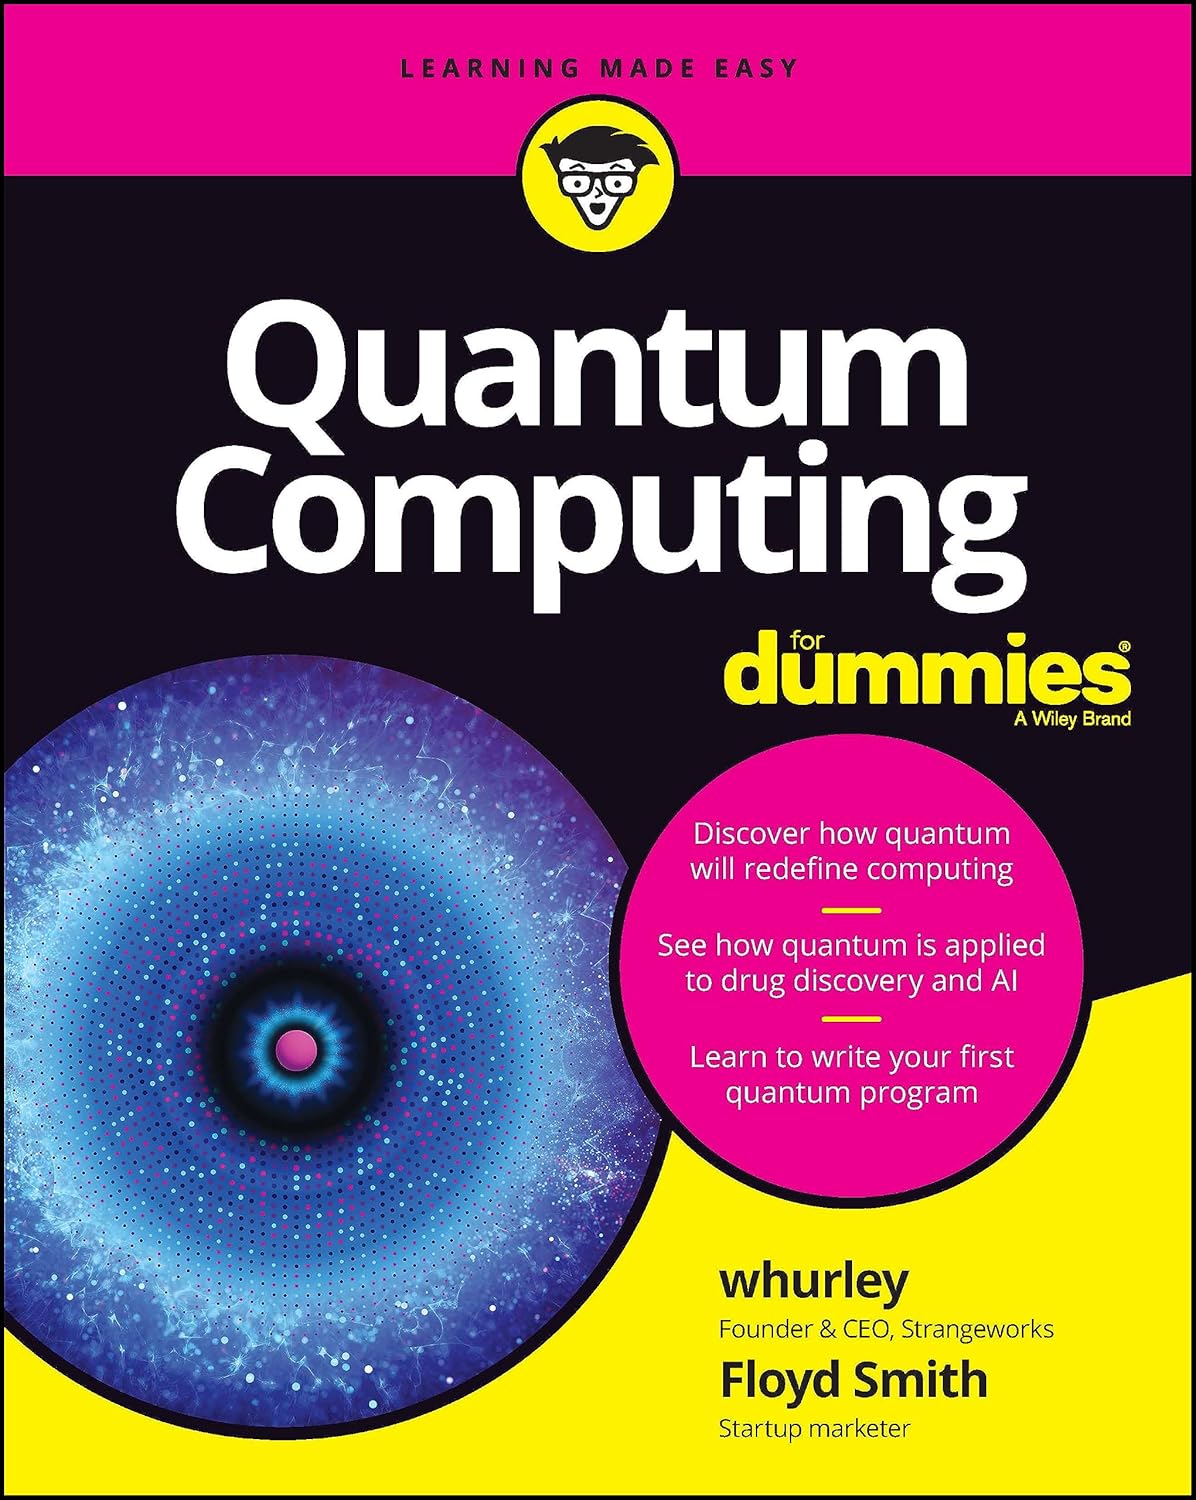 LEARNING MADE EASY
Quantum
Computing
for
dummies®
A Wiley Brand
Discover how quantum
will redefine computing
See how quantum is applied
to drug discovery and AI
Learn to write your first
quantum program
whurley
Founder & CEO, Strangeworks
Floyd Smith
Startup marketer